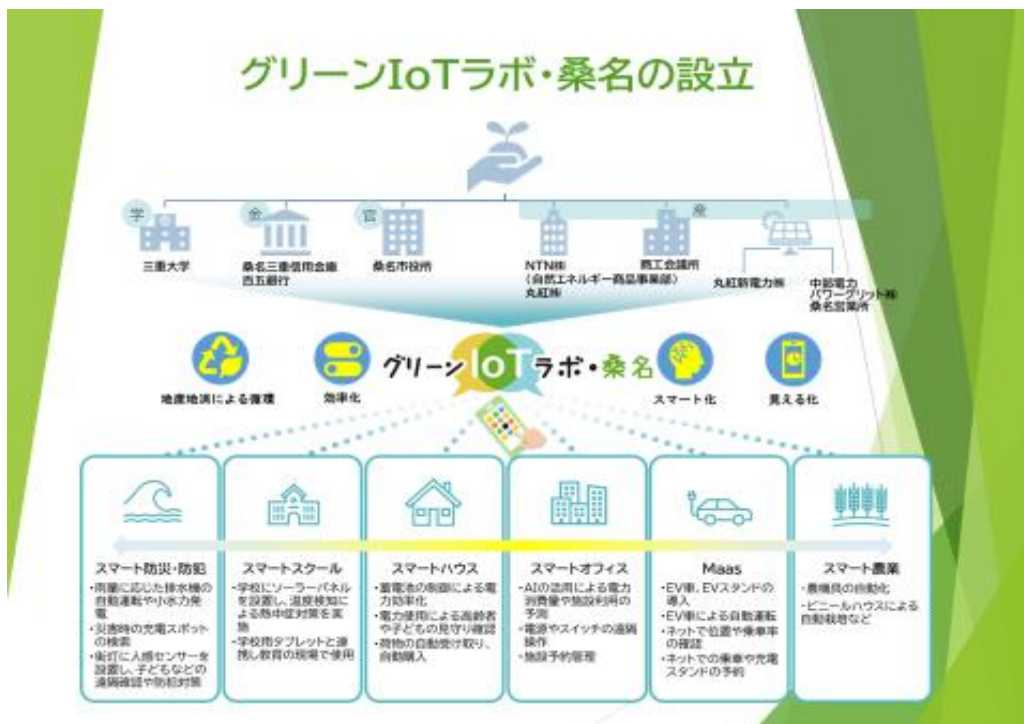 グリーンIoTラボ・桑名の設立
学
金
官
産
三重大学
桑名三重信用金庫
百五銀行
桑名市役所
NTN㈱
(自然エネルギー商品事業部)
丸紅㈱
商工会議所
丸紅新電力㈱
中部電力
パワーグリット㈱
桑名営業所
グリーンIoTラボ・桑名
地産地消による循環
効率化
スマート化
見える化
スマート防災・防犯
・雨量に応じた排水機の
自動運転や小水力発
電
・災害時の充電スポット
の検索
・街灯に人感センサーを
設置し、子どもなどの
遠隔確認や防犯対策
スマートスクール
・学校にソーラーパネル
を設置し、温度検知によ
る熱中症対策を実
施
・学校用タブレットと連
携し教育の現場で使用
スマートハウス
・蓄電池の制御による電
力効率化
・電力使用による高齢者
や子どもの見守り確認
・荷物の自動受け取り、
自動購入
スマートオフィス
・AIの活用による電力
消費量や施設利用の
予測
・電源やスイッチの遠隔
操作
・施設予約管理
Maas
・EV車、EVスタンドの
導入
・EV車による自動運転
・ネットで位置や乗車率
の確認
・ネットでの乗車や充電
スタンドの予約
スマート農業
・農機具の自動化
・ビニールハウスによる
自動栽培など